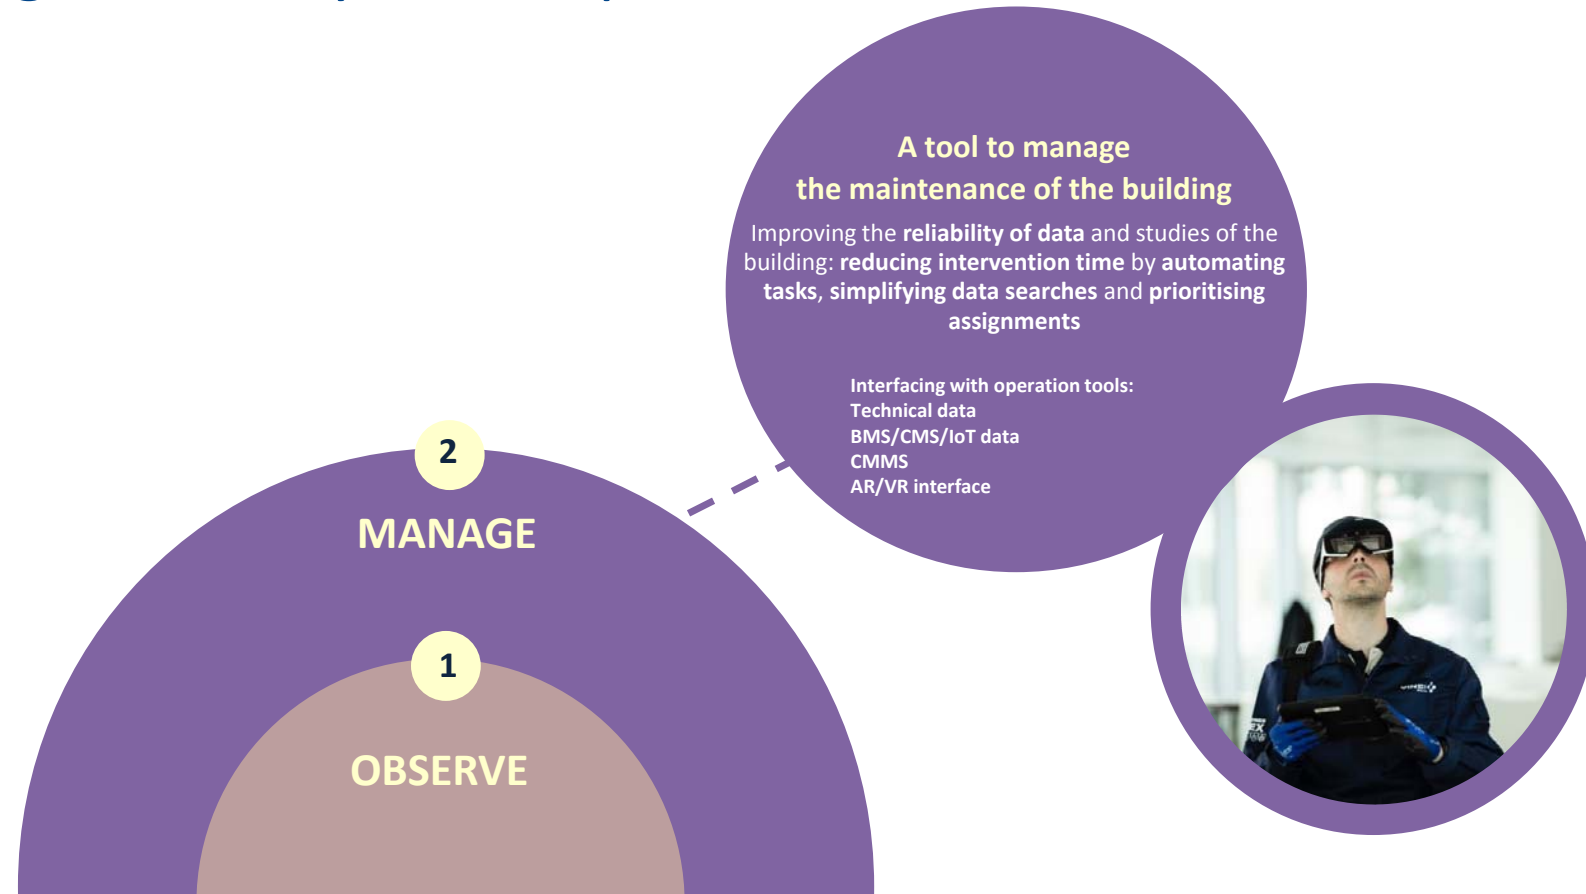 A tool to manage
the maintenance of the building
Improving the reliability of data and studies of the
building: reducing intervention time by automating
tasks, simplifying data searches and prioritising
assignments
Interfacing with operation tools:
Technical data
BMS/CMS/IoT data
CMMS
AR/VR interface
2
MANAGE
1
OBSERVE